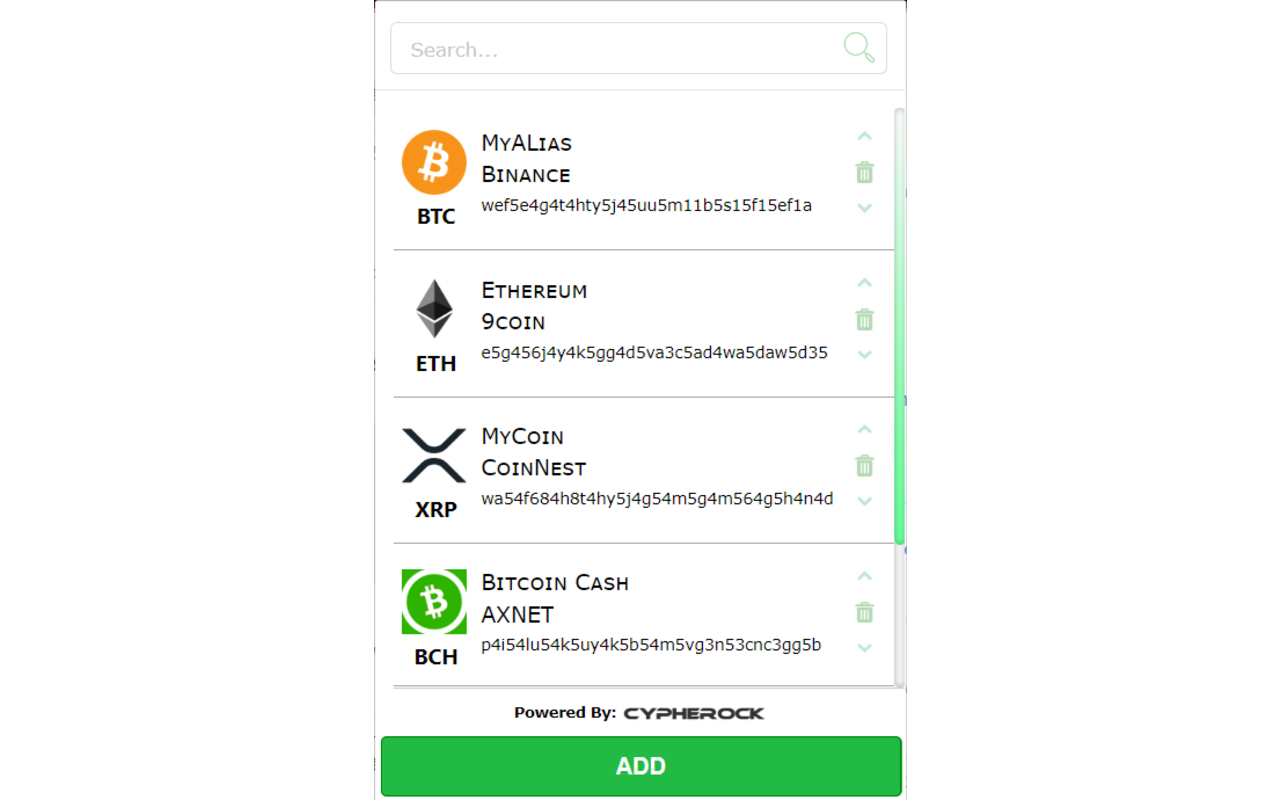 Search...
MyALias
Binance
wef5e4g4t4hty5j45uu5m11b5s15f15ef1a
BTC
Ethereum
9coin
e5g456j4y4k5gg4d5va3c5ad4wa5daw5d35
ETH
MyCoin
CoinNest
wa54f684h8t4hy5j4g54m5g4m564g5h4n4d
XRP
Bitcoin Cash
AXNET
p4i54lu54k5uy4k5b54m5vg3n53cnc3gg5b
BCH
Powered By: CYPHEROCK
ADD